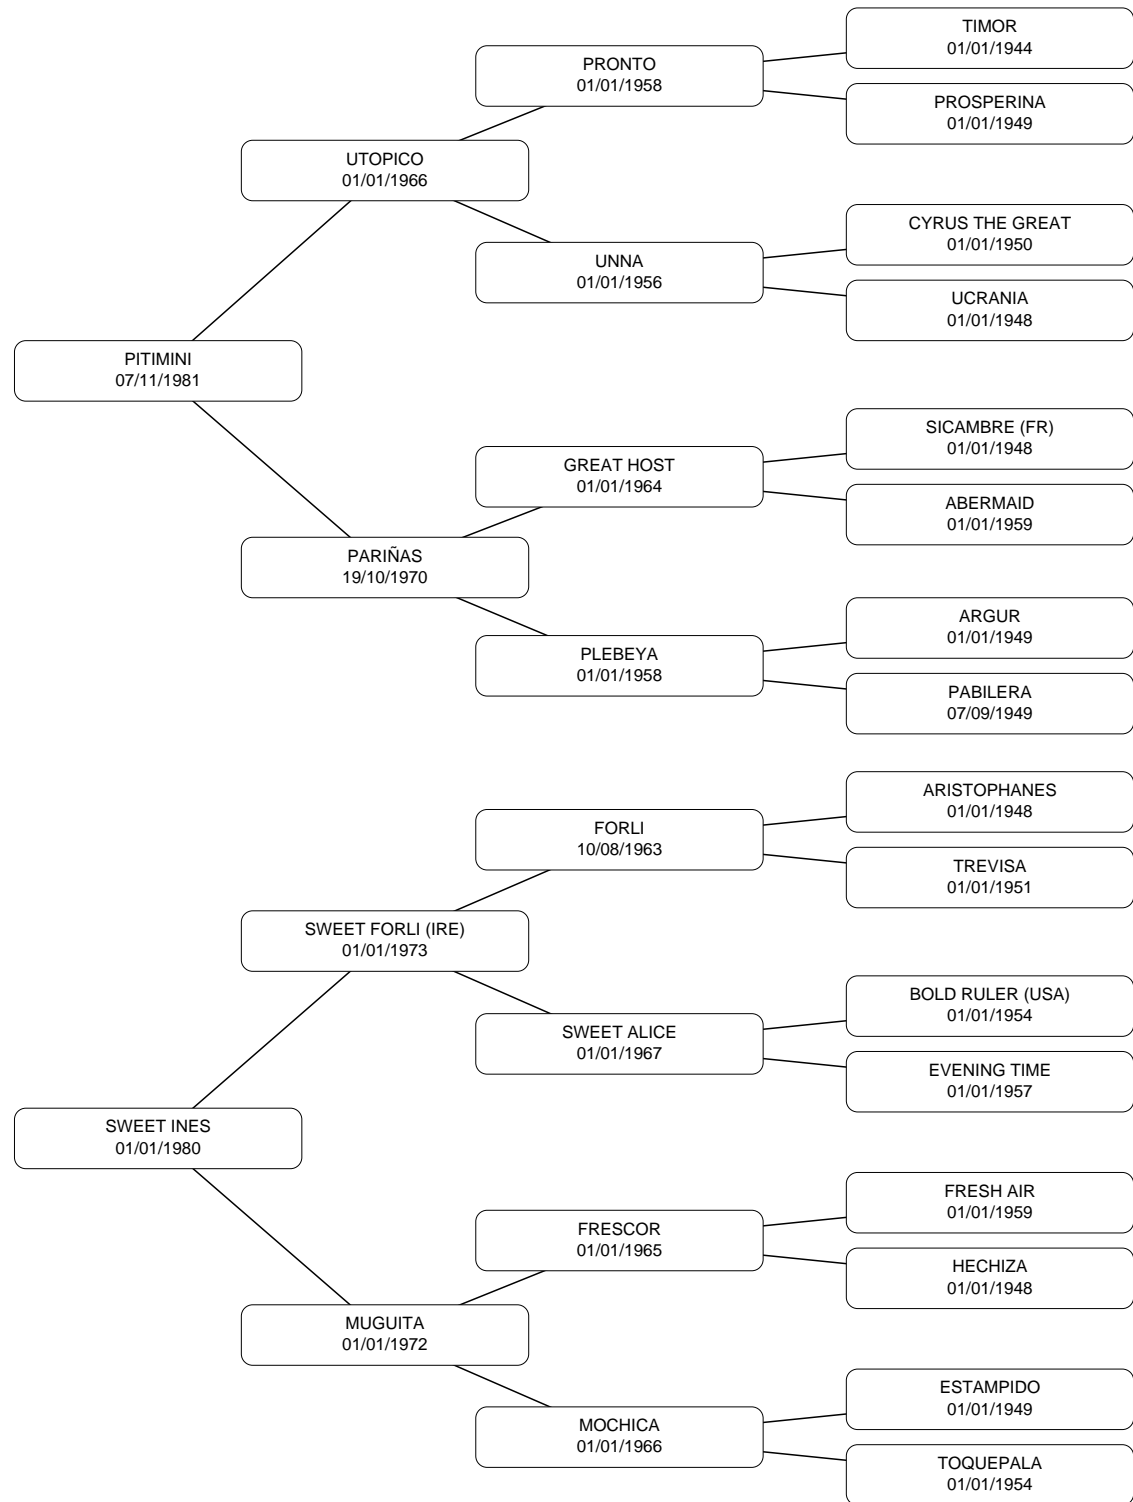 TIMOR
01/01/1944
PRONTO
01/01/1958
PROSPERINA
01/01/1949
UTOPICO
01/01/1966
CYRUS THE GREAT
01/01/1950
UNNA
01/01/1956
UCRANIA
01/01/1948
PITIMINI
07/11/1981
SICAMBRE (FR)
01/01/1948
GREAT HOST
01/01/1964
ABERMAID
01/01/1959
PARIÑAS
19/10/1970
ARGUR
01/01/1949
PLEBEYA
01/01/1958
PABILERA
07/09/1949
ARISTOPHANES
01/01/1948
FORLI
10/08/1963
TREVISA
01/01/1951
SWEET FORLI (IRE)
01/01/1973
BOLD RULER (USA)
01/01/1954
SWEET ALICE
01/01/1967
EVENING TIME
01/01/1957
SWEET INES
01/01/1980
FRESH AIR
01/01/1959
FRESCOR
01/01/1965
HECHIZA
01/01/1948
MUGUITA
01/01/1972
ESTAMPIDO
01/01/1949
MOCHICA
01/01/1966
TOQUEPALA
01/01/1954